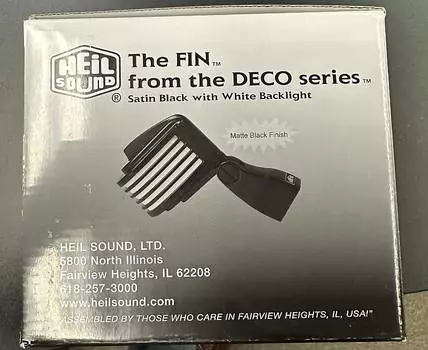 HEIL
SOUND
®
The FIN™
from the DECO series™
Satin Black with White Backlight
Matte Black Finish
HEIL SOUND, LTD.
5800 North Illinois
Fairview Heights, IL 62208
618-257-3000
www.heilsound.com
"ASSEMBLED BY THOSE WHO CARE IN FAIRVIEW HEIGHTS, IL, USA!"